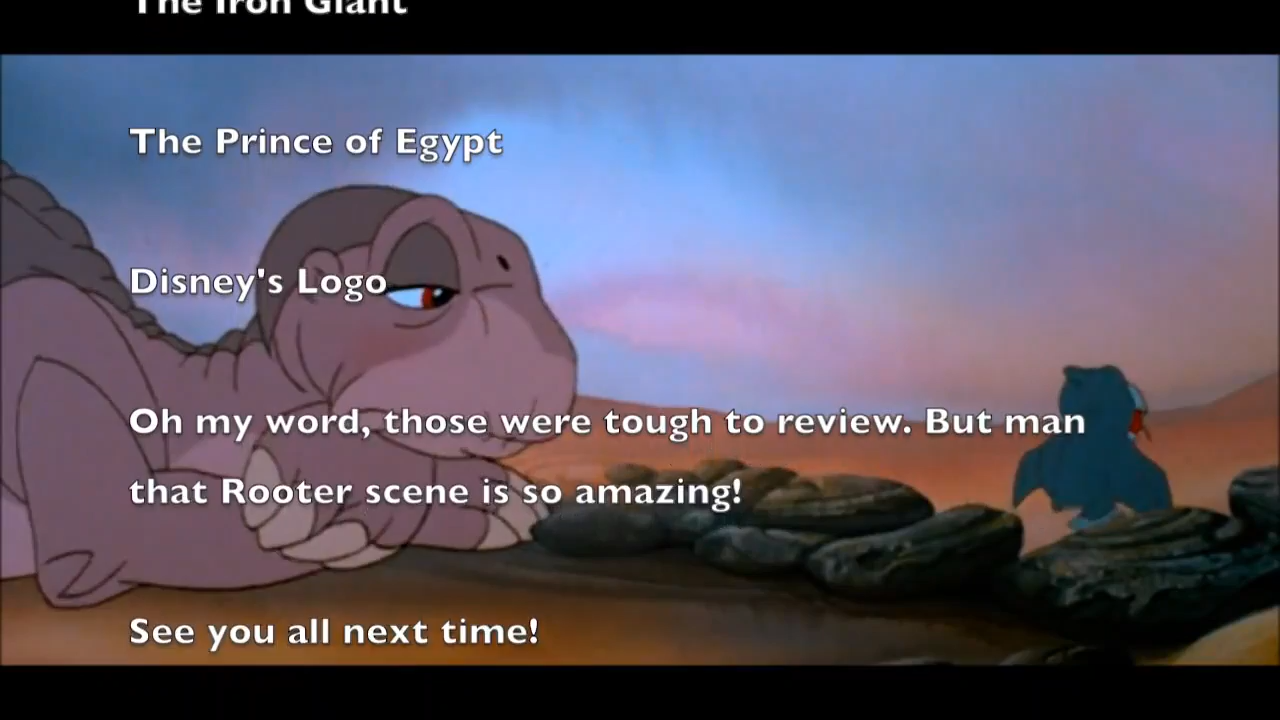 The Iron Giant
The Prince of Egypt
Disney's Logo
Oh my word, those were tough to review. But man
that Rooter scene is so amazing!
See you all next time!